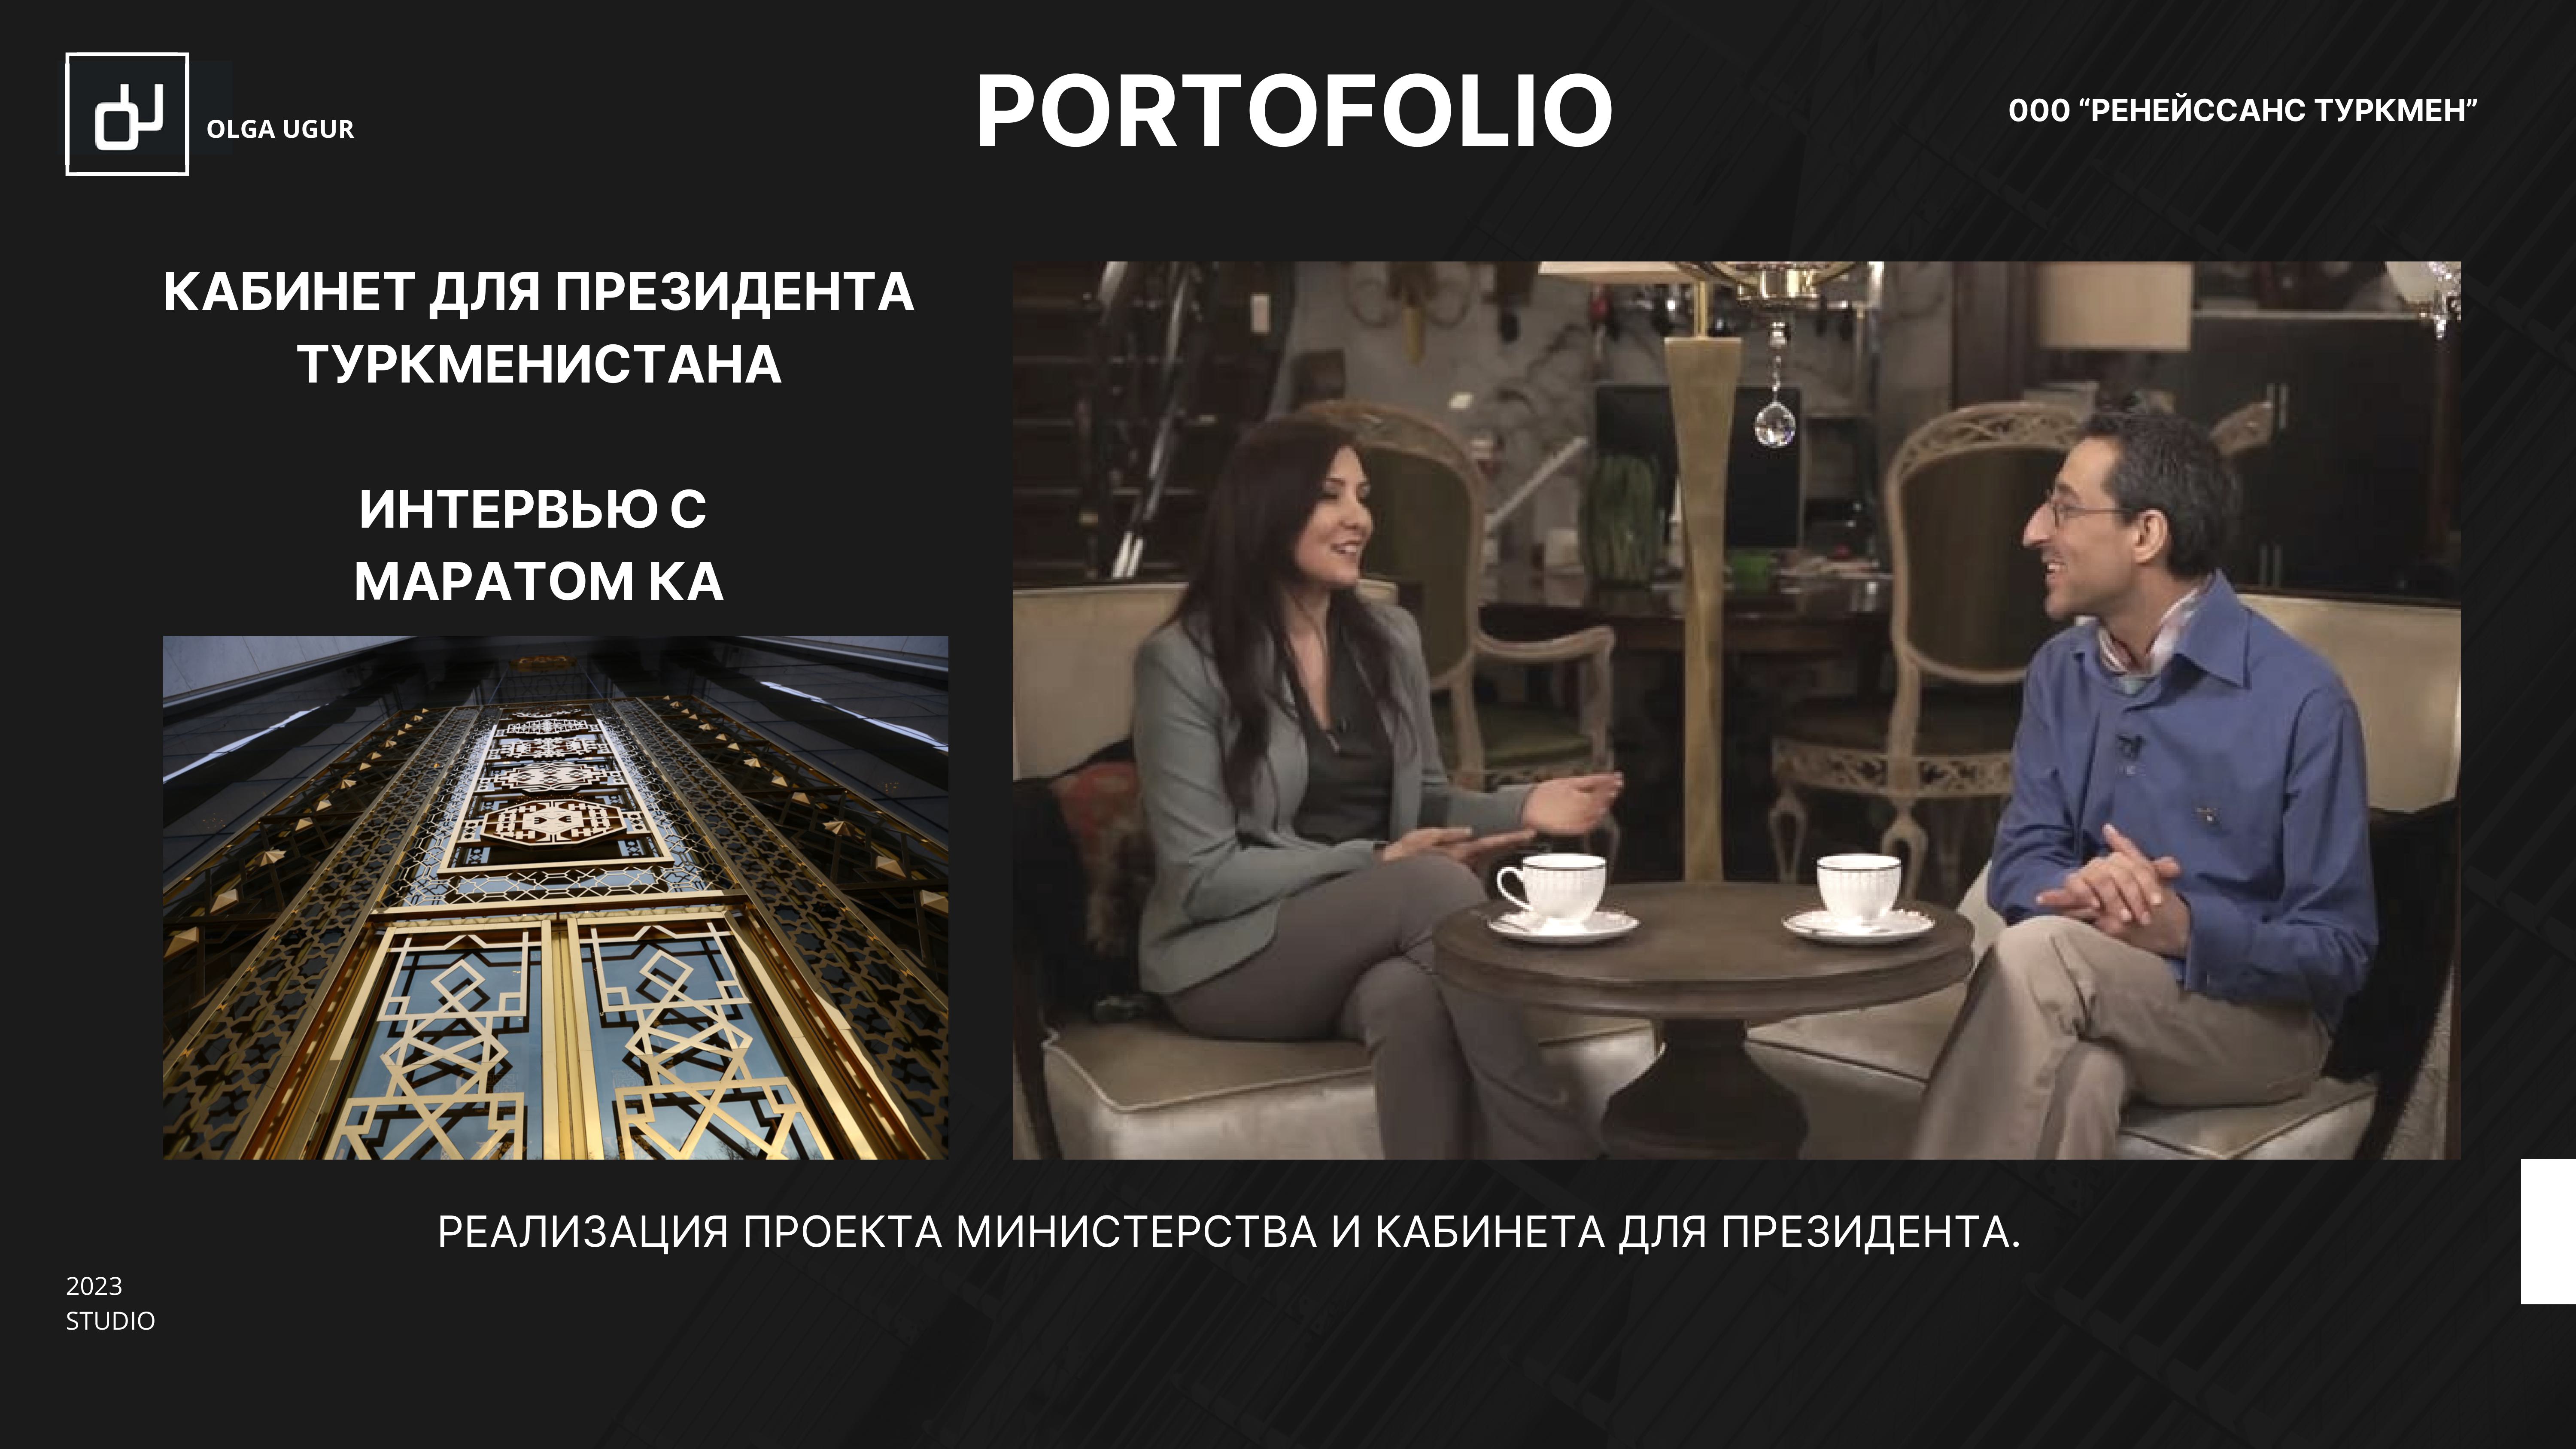 OLGA UGUR
PORTOFOLIO
ООО “РЕНЕЙССАНС ТУРКМЕН”
КАБИНЕТ ДЛЯ ПРЕЗИДЕНТА
ТУРКМЕНИСТАНА
ИНТЕРВЬЮ С
МАРАТОМ КА
РЕАЛИЗАЦИЯ ПРОЕКТА МИНИСТЕРСТВА И КАБИНЕТА ДЛЯ ПРЕЗИДЕНТА.
2023
STUDIO